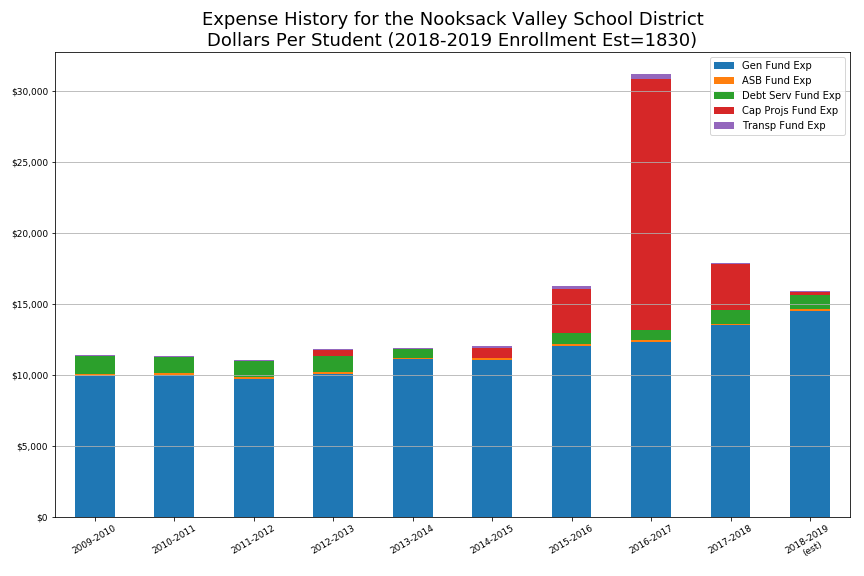 Expense History for the Nooksack Valley School District
Dollars Per Student (2018-2019 Enrollment Est=1830)
Gen Fund Exp
ASB Fund Exp
Debt Serv Fund Exp
Cap Projs Fund Exp
Transp Fund Exp
$30,000
$25,000
$20,000
$15,000
$10,000
$5,000
$0
2009-2010
2010-2011
2011-2012
2012-2013
2013-2014
2014-2015
2015-2016
2016-2017
2017-2018
2018-2019
(est)